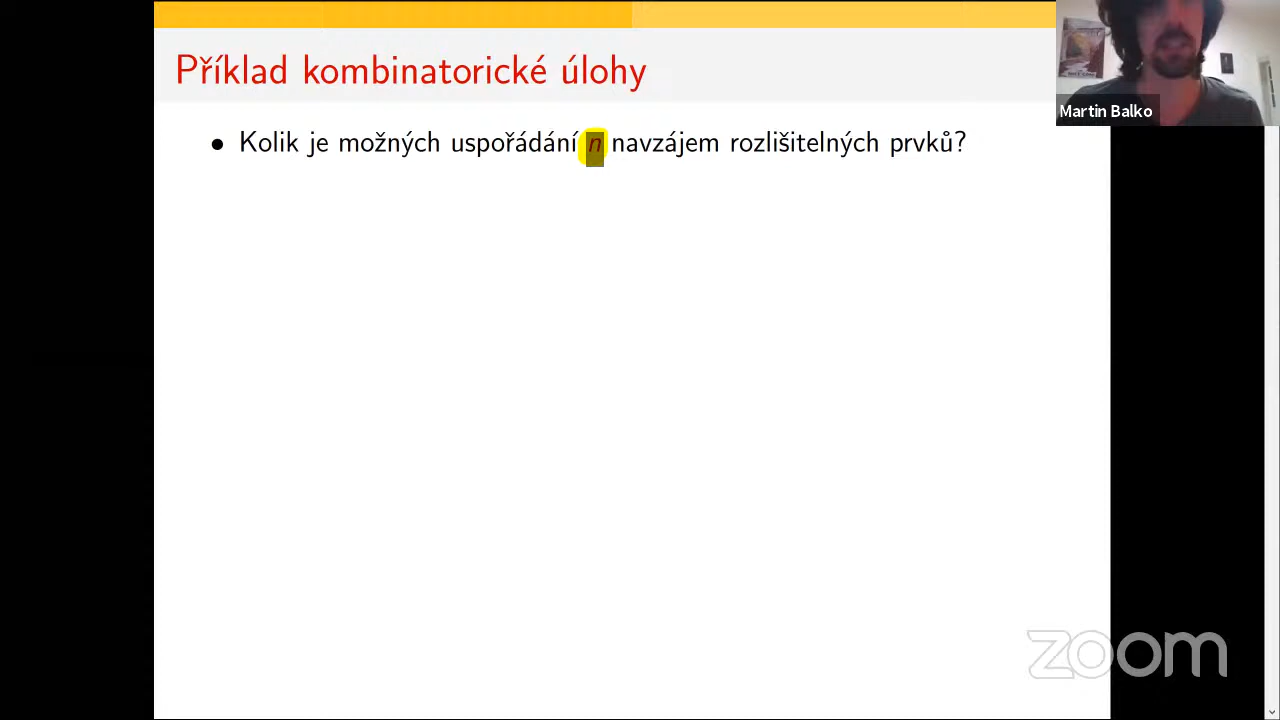 Příklad kombinatorické úlohy
Martin Balko
• Kolik je možných uspořádání n navzájem rozlišitelných prvků?
zoom